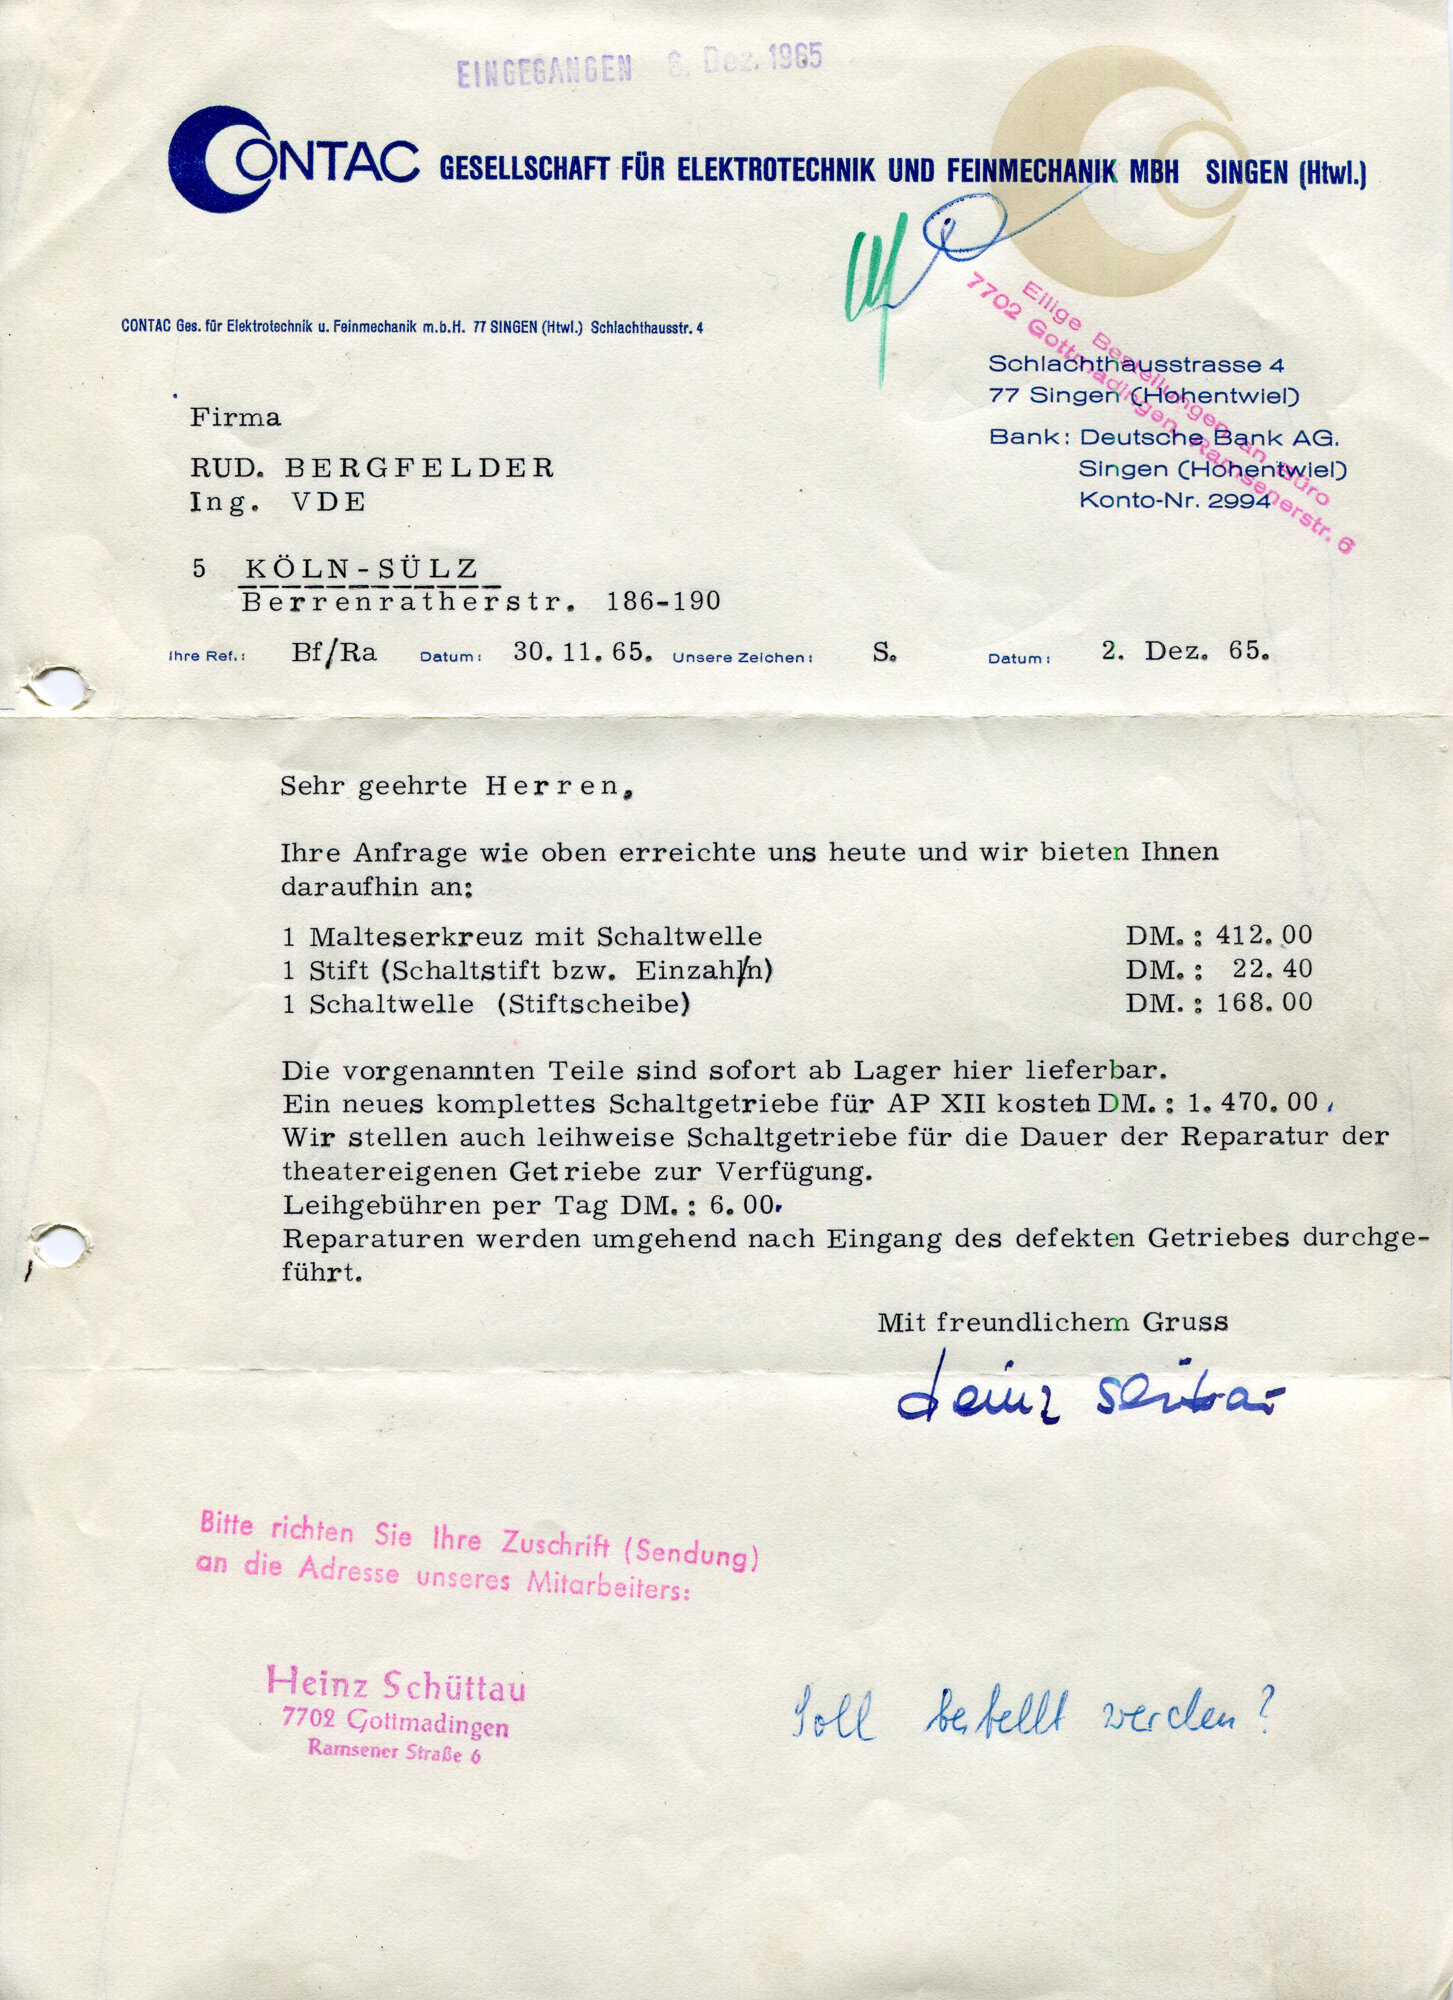 EINGEGANGEN 6. Dez. 1965
CONTAC GESELLSCHAFT FÜR ELEKTROTECHNIK UND FEINMECHANIK MBH SINGEN (Htwl.)
CONTAC Ges. für Elektrotechnik u. Feinmechanik m.b.H. 77 SINGEN (Htwl.) Schlachthausstr. 4
Eilige Bestellungen an Büro
7702 Gottmadingen, Ramsenerstr. 6
Schlachthausstrasse 4
77 Singen (Hohentwiel)
Bank: Deutsche Bank AG.
Singen (Hohentwiel)
Konto-Nr. 2994
Firma
RUD. BERGFELDER
Ing. VDE
5 KÖLN-SÜLZ
Berrenratherstr. 186-190
Ihre Ref.: Bf/Ra Datum: 30.11.65. Unsere Zeichen: S. Datum: 2. Dez. 65.
Sehr geehrte Herren,
Ihre Anfrage wie oben erreichte uns heute und wir bieten Ihnen
daraufhin an:
1 Malteserkreuz mit Schaltwelle DM.: 412.00
1 Stift (Schaltstift bzw. Einzahn) DM.: 22.40
1 Schaltwelle (Stiftscheibe) DM.: 168.00
Die vorgenannten Teile sind sofort ab Lager hier lieferbar.
Ein neues komplettes Schaltgetriebe für AP XII kosten DM.: 1.470.00,
Wir stellen auch leihweise Schaltgetriebe für die Dauer der Reparatur der
theatereigenen Getriebe zur Verfügung.
Leihgebühren per Tag DM.: 6.00,
Reparaturen werden umgehend nach Eingang des defekten Getriebes durchge-
führt.
Mit freundlichem Gruss
Heinz Schüttau
Bitte richten Sie Ihre Zuschrift (Sendung)
an die Adresse unseres Mitarbeiters:
Heinz Schüttau
7702 Gottmadingen
Ramsener Straße 6
Soll bestellt werden?